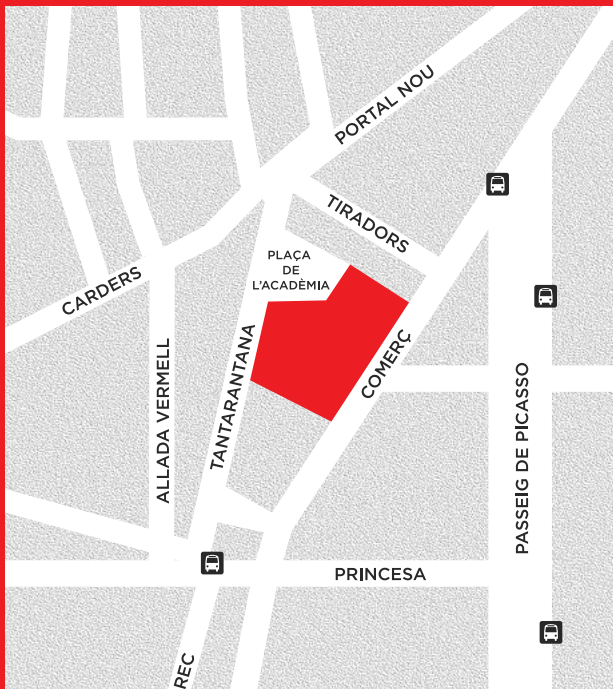 PORTAL NOU
TIRADORS
PLAÇA
DE
L'ACADÈMIA
CARDERS
COMERÇ
TANTARANTANA
ALLADA VERMELL
PASSEIG DE PICASSO
PRINCESA
REC